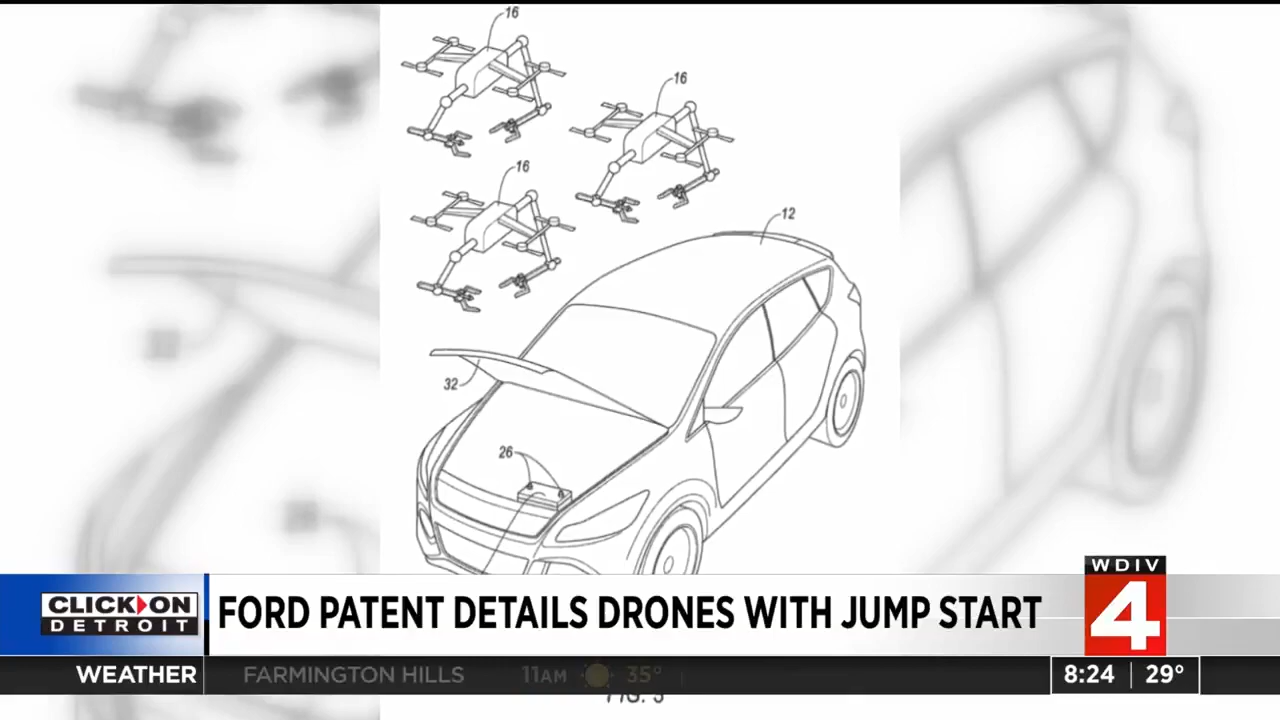 16
16
16
12
32
26
CLICK ON
DETROIT
FORD PATENT DETAILS DRONES WITH JUMP START
WDIV
4
WEATHER
FARMINGTON HILLS
11AM
35°
8:24
29°